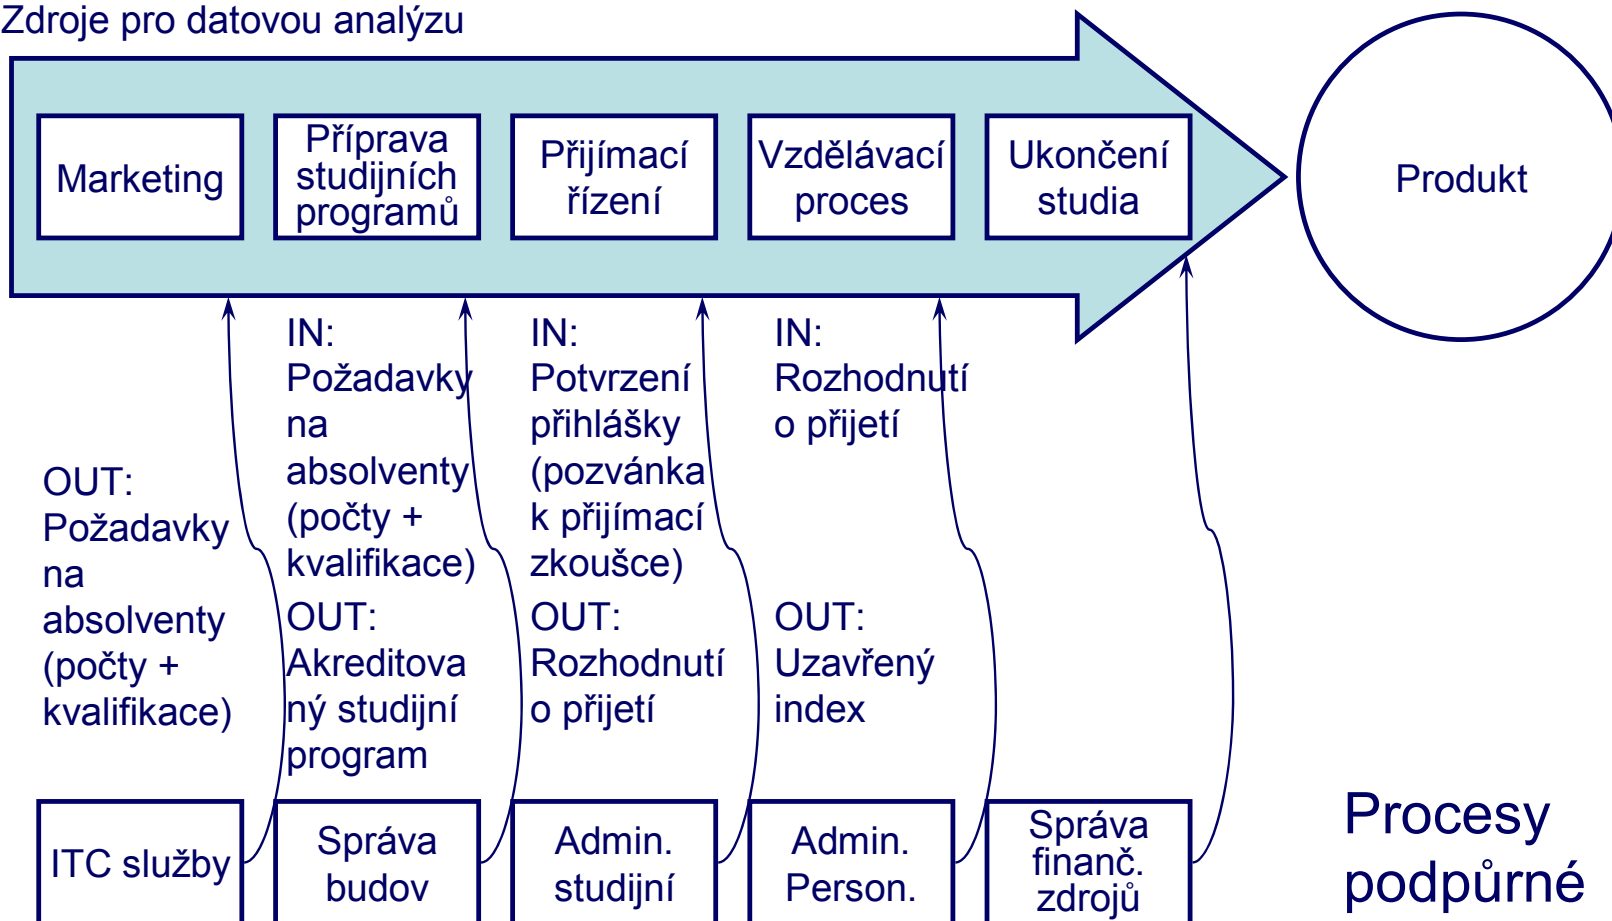 Zdroje pro datovou analýzu
Marketing
Příprava
studijních
programů
Přijímací
řízení
Vzdělávací
proces
Ukončení
studia
Produkt
OUT:
Požadavky
na
absolventy
(počty +
kvalifikace)
IN:
Požadavky
na
absolventy
(počty +
kvalifikace)
OUT:
Akreditova
ný studijní
program
IN:
Potvrzení
přihlášky
(pozvánka
k přijímací
zkoušce)
OUT:
Rozhodnutí
o přijetí
IN:
Rozhodnutí
o přijetí
OUT:
Uzavřený
index
ITC služby
Správa
budov
Admin.
studijní
Admin.
Person.
Správa
finanč.
zdrojů
Procesy
podpůrné